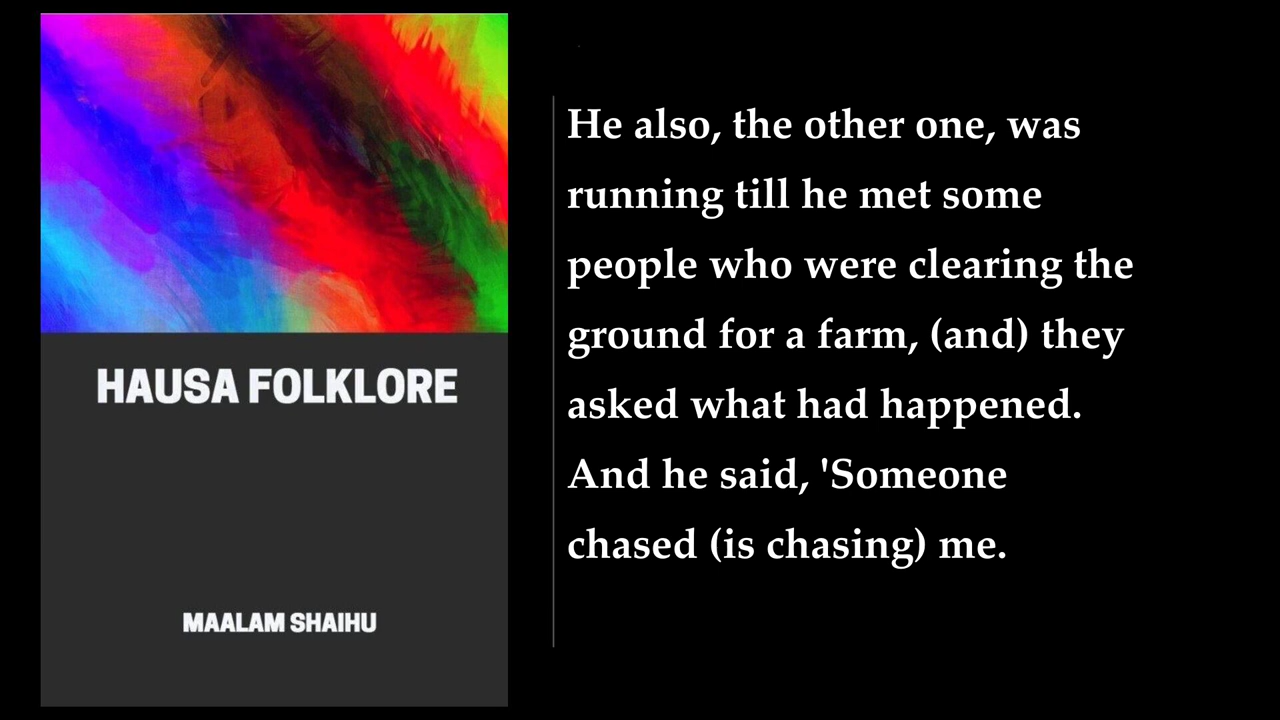 HAUSA FOLKLORE
MAALAM SHAIHU
He also, the other one, was
running till he met some
people who were clearing the
ground for a farm, (and) they
asked what had happened.
And he said, 'Someone
chased (is chasing) me.